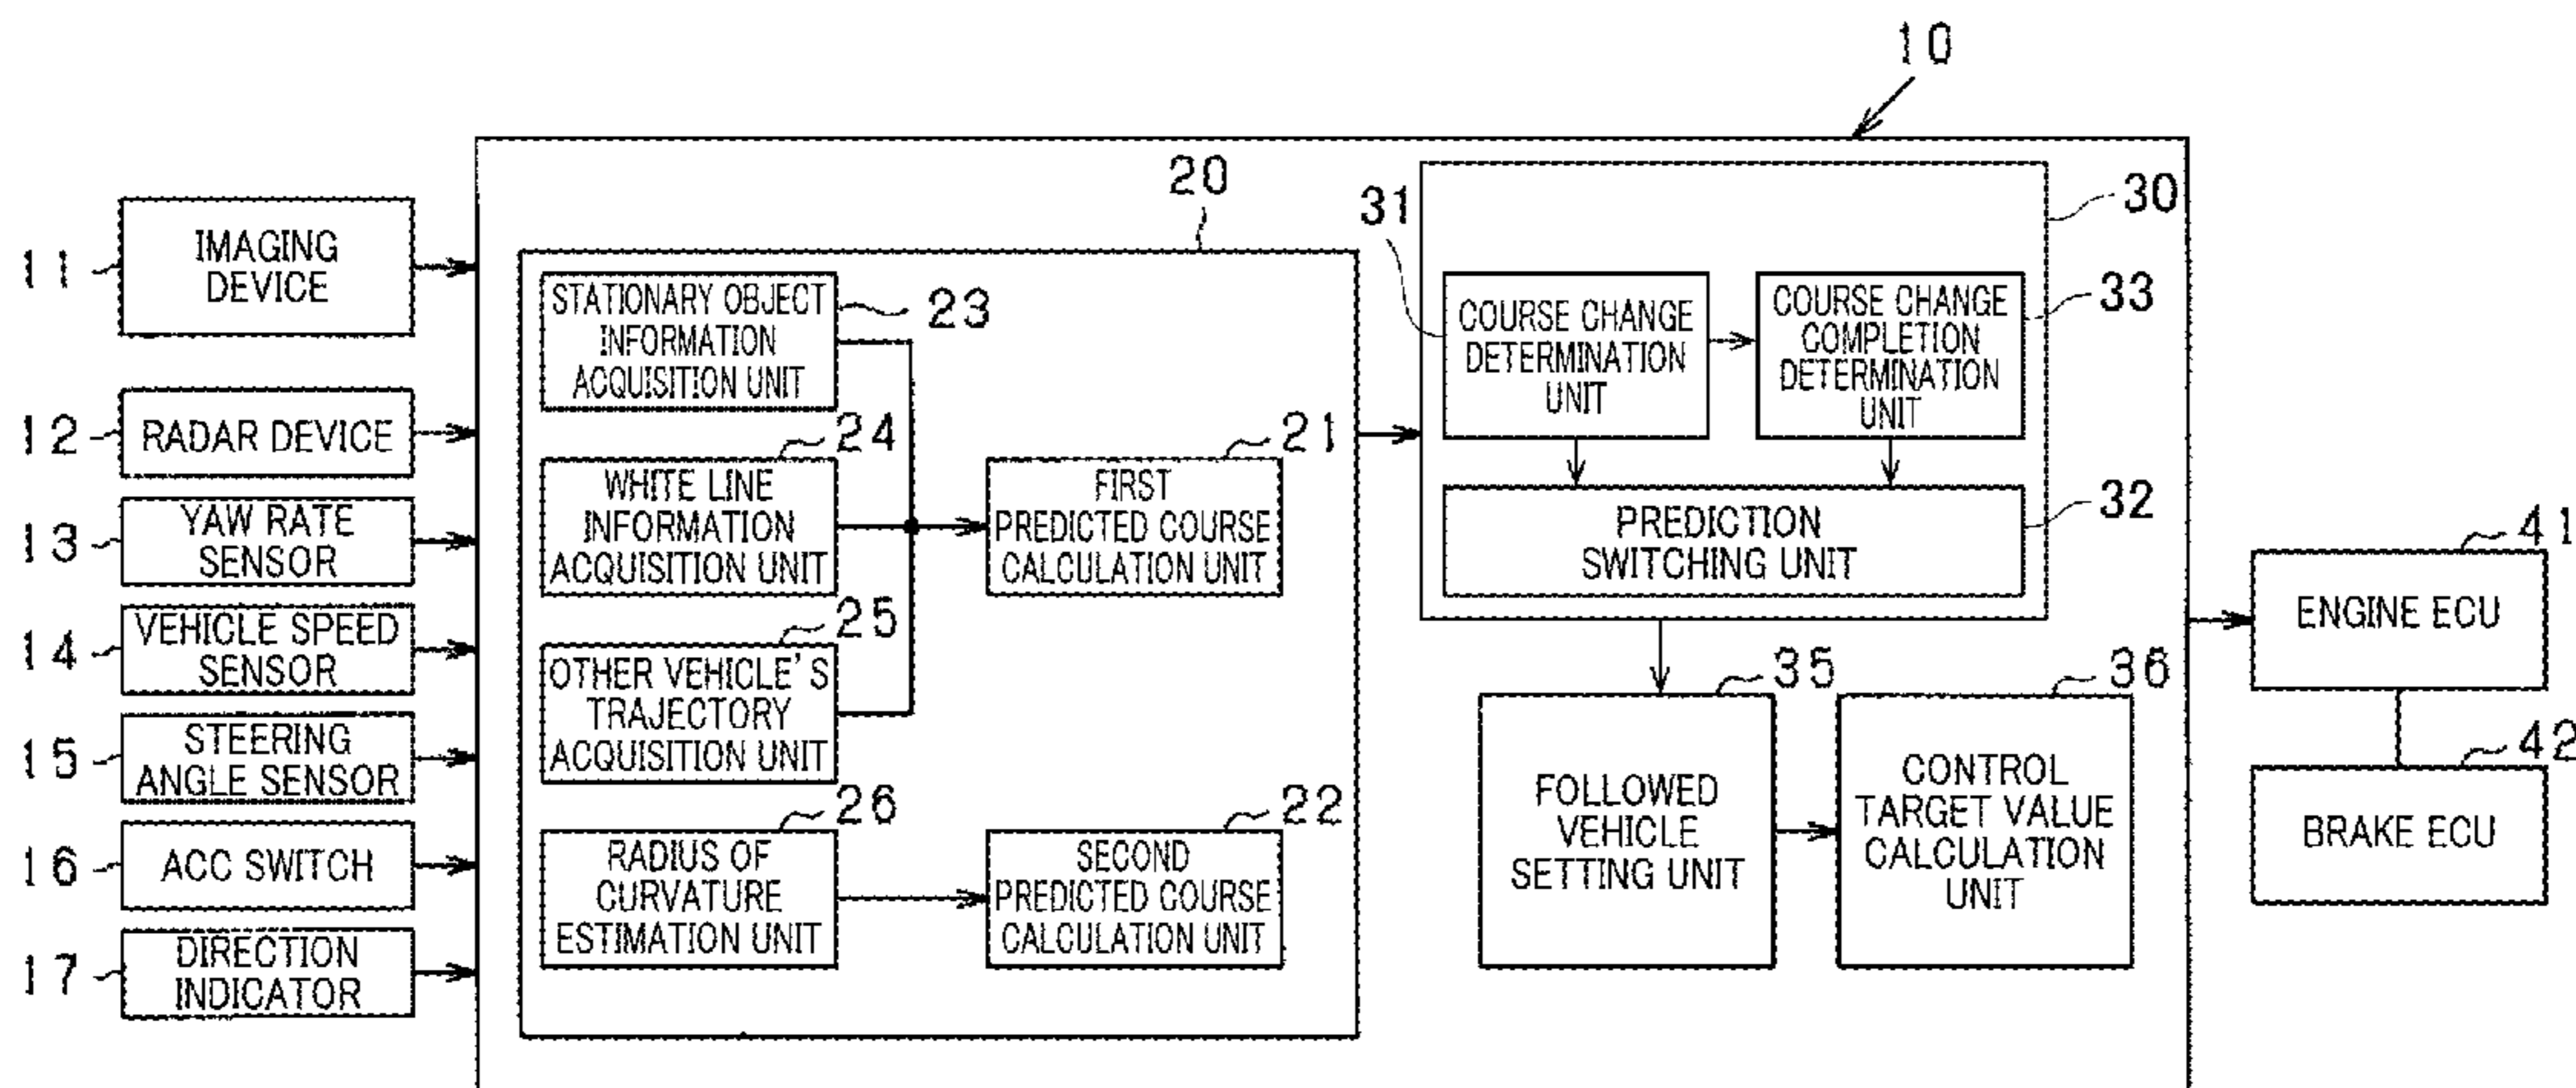 10
20
30
11
IMAGING
DEVICE
12
RADAR DEVICE
13
YAW RATE
SENSOR
14
VEHICLE SPEED
SENSOR
15
STEERING
ANGLE SENSOR
16
ACC SWITCH
17
DIRECTION
INDICATOR
STATIONARY OBJECT
INFORMATION
ACQUISITION UNIT
23
24
WHITE LINE
INFORMATION
ACQUISITION UNIT
25
OTHER VEHICLE'S
TRAJECTORY
ACQUISITION UNIT
26
RADIUS OF
CURVATURE
ESTIMATION UNIT
21
FIRST
PREDICTED COURSE
CALCULATION UNIT
22
SECOND
PREDICTED COURSE
CALCULATION UNIT
31
COURSE CHANGE
DETERMINATION
UNIT
33
COURSE CHANGE
COMPLETION
DETERMINATION
UNIT
32
PREDICTION
SWITCHING UNIT
35
FOLLOWED
VEHICLE
SETTING UNIT
36
CONTROL
TARGET VALUE
CALCULATION
UNIT
41
ENGINE ECU
42
BRAKE ECU